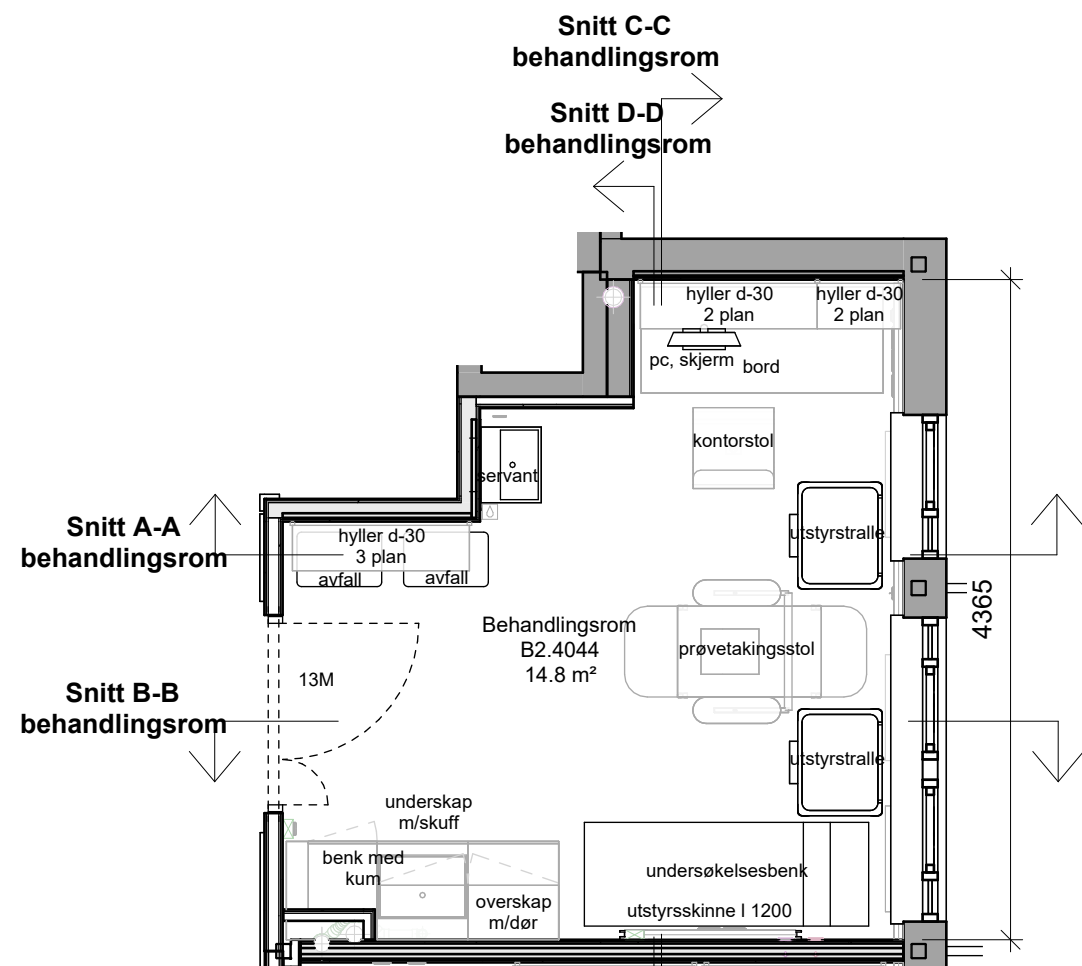 Snitt C-C
behandlingsrom
Snitt D-D
behandlingsrom
hyller d-30
2 plan
hyller d-30
2 plan
pc, skjerm
bord
kontorstol
servant
utstyrstralle
Snitt A-A
behandlingsrom
hyller d-30
3 plan
avfall
avfall
4365
Behandlingsrom
B2.4044
14.8 m²
prøvetakingsstol
13M
Snitt B-B
behandlingsrom
utstyrstralle
underskap
m/skuff
benk med
kum
overskap
m/dør
undersøkelsesbenk
utstyrsskinne l 1200